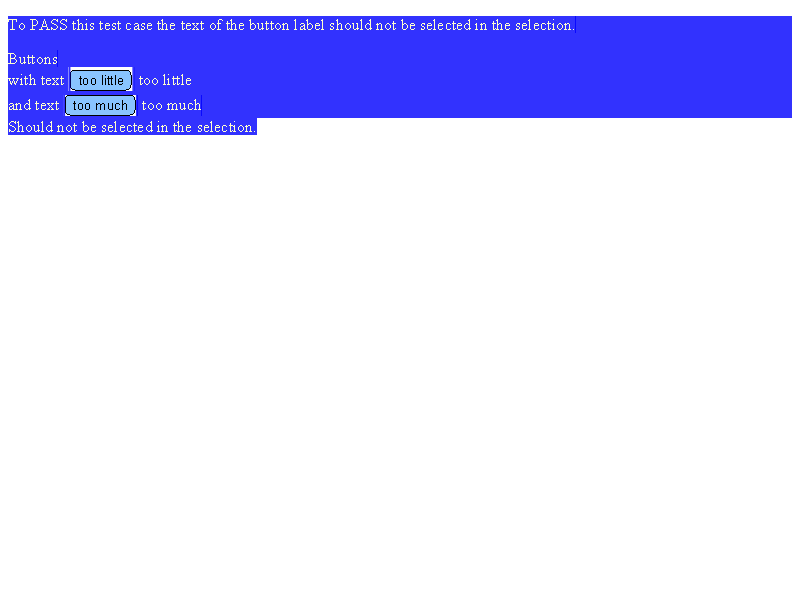 To PASS this test case the text of the button label should not be selected in the selection.
Buttons
with text too little too little
and text too much too much
Should not be selected in the selection.